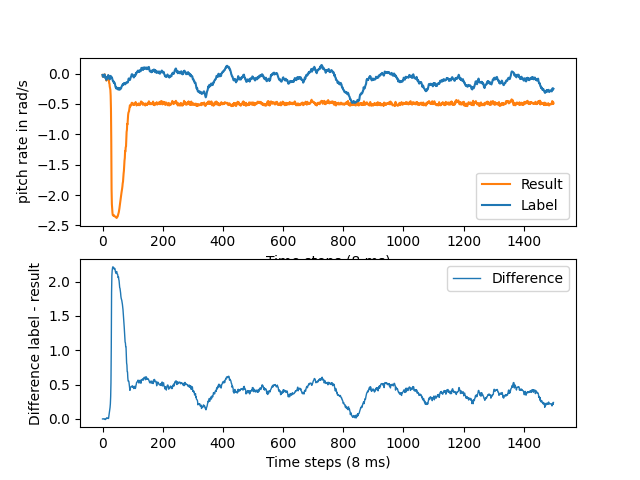 pitch rate in rad/s
0.0
−0.5
−1.0
−1.5
−2.0
−2.5
Result
Label
0 200 400 600 800 1000 1200 1400
Time steps (8 ms)
Difference label - result
2.0
1.5
1.0
0.5
0.0
Difference
0 200 400 600 800 1000 1200 1400
Time steps (8 ms)